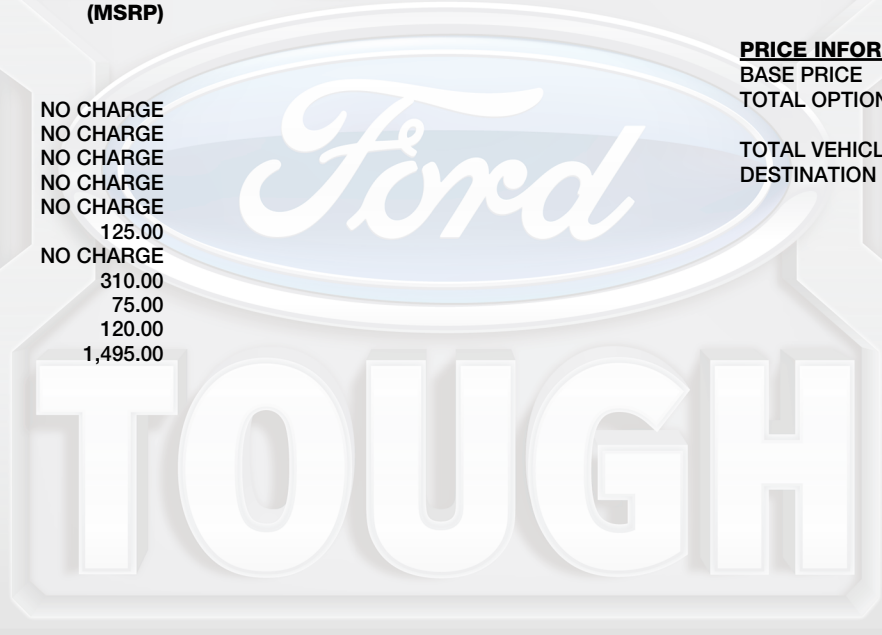 (MSRP)
NO CHARGE
NO CHARGE
NO CHARGE
NO CHARGE
NO CHARGE
125.00
NO CHARGE
310.00
75.00
120.00
1,495.00
PRICE INFOR
BASE PRICE
TOTAL OPTION
TOTAL VEHICL
DESTINATION
Ford
TOUGH